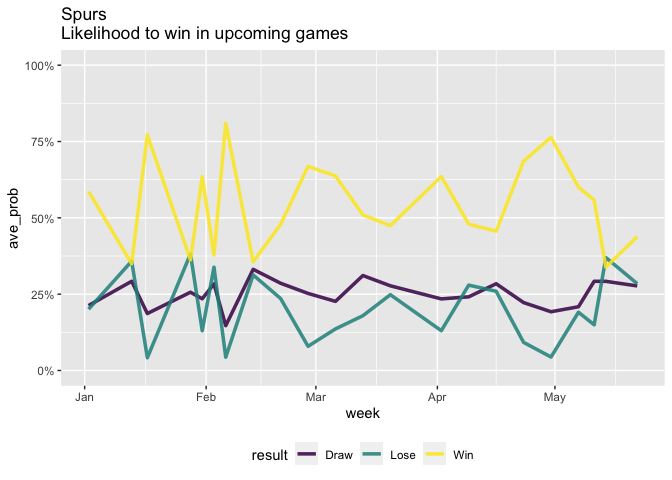 Spurs
Likelihood to win in upcoming games
100%
75%
50%
25%
0%
ave_prob
Jan Feb Mar Apr May
week
result Draw Lose Win